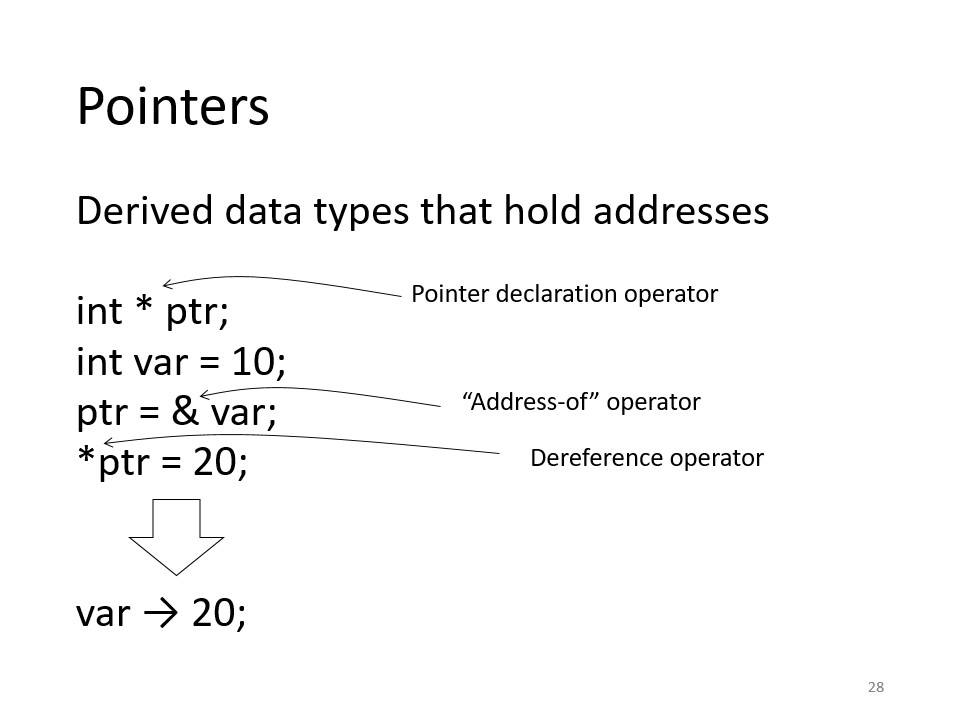 Pointers
Derived data types that hold addresses
int * ptr;
Pointer declaration operator
int var = 10;
ptr = & var;
“Address-of” operator
*ptr = 20;
Dereference operator
var → 20;
28